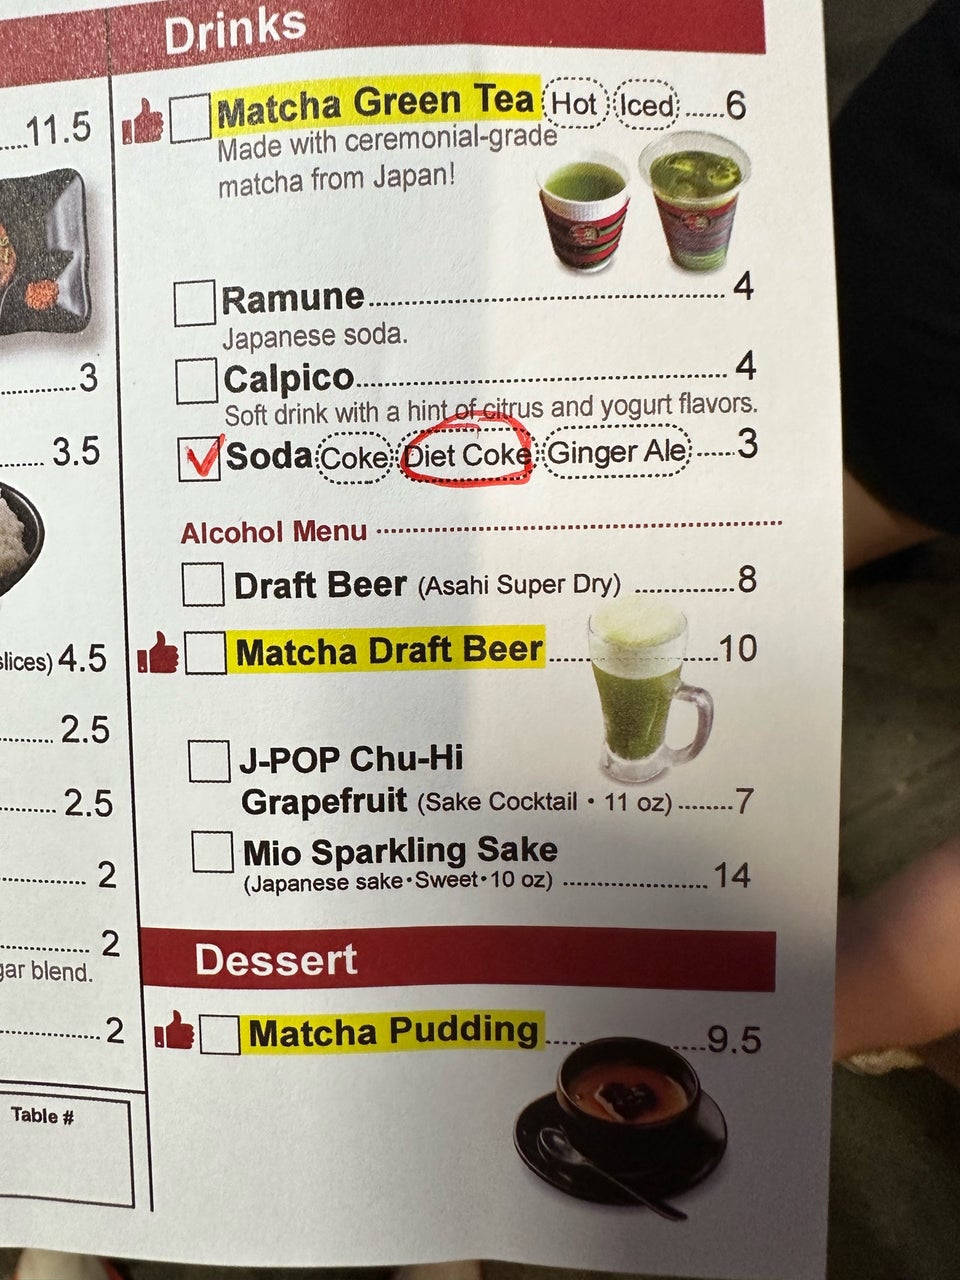 Drinks
11.5
Matcha Green Tea Hot Iced ......6
Made with ceremonial-grade
matcha from Japan!
Ramune 4
Japanese soda.
3
Calpico 4
Soft drink with a hint of citrus and yogurt flavors.
3.5
Soda Coke Diet Coke Ginger Ale ......3
Alcohol Menu
Draft Beer (Asahi Super Dry) 8
4.5
Matcha Draft Beer 10
2.5
J-POP Chu-Hi
Grapefruit (Sake Cocktail • 11 oz) ........7
2.5
Mio Sparkling Sake
(Japanese sake•Sweet•10 oz) 14
2
2
blend.
Dessert
2
Matcha Pudding 9.5
Table #